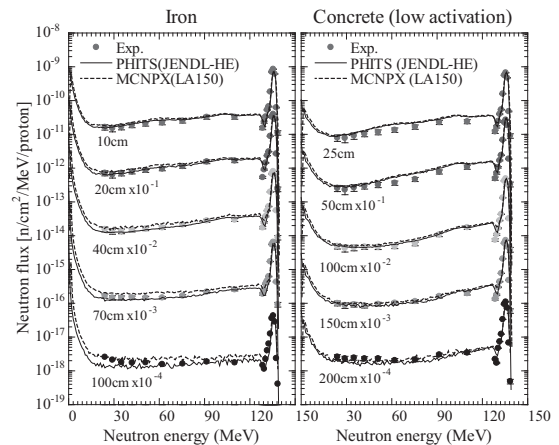 Iron
Concrete (low activation)
Neutron flux [n/cm²/MeV/proton]
10⁻⁹
10⁻¹⁰
10⁻¹¹
10⁻¹²
10⁻¹³
10⁻¹⁴
10⁻¹⁵
10⁻¹⁶
10⁻¹⁷
10⁻¹⁸
10⁻¹⁹
Exp.
PHITS(JENDL-HE)
MCNPX(LA150)
10cm
20cm x10⁻¹
40cm x10⁻²
70cm x10⁻³
100cm x10⁻⁴
Exp.
PHITS (JENDL-HE)
MCNPX (LA150)
25cm
50cm x10⁻¹
100cm x10⁻²
150cm x10⁻³
200cm x10⁻⁴
0 30 60 90 120 150 30 60 90 120 150
Neutron energy (MeV)
Neutron energy (MeV)